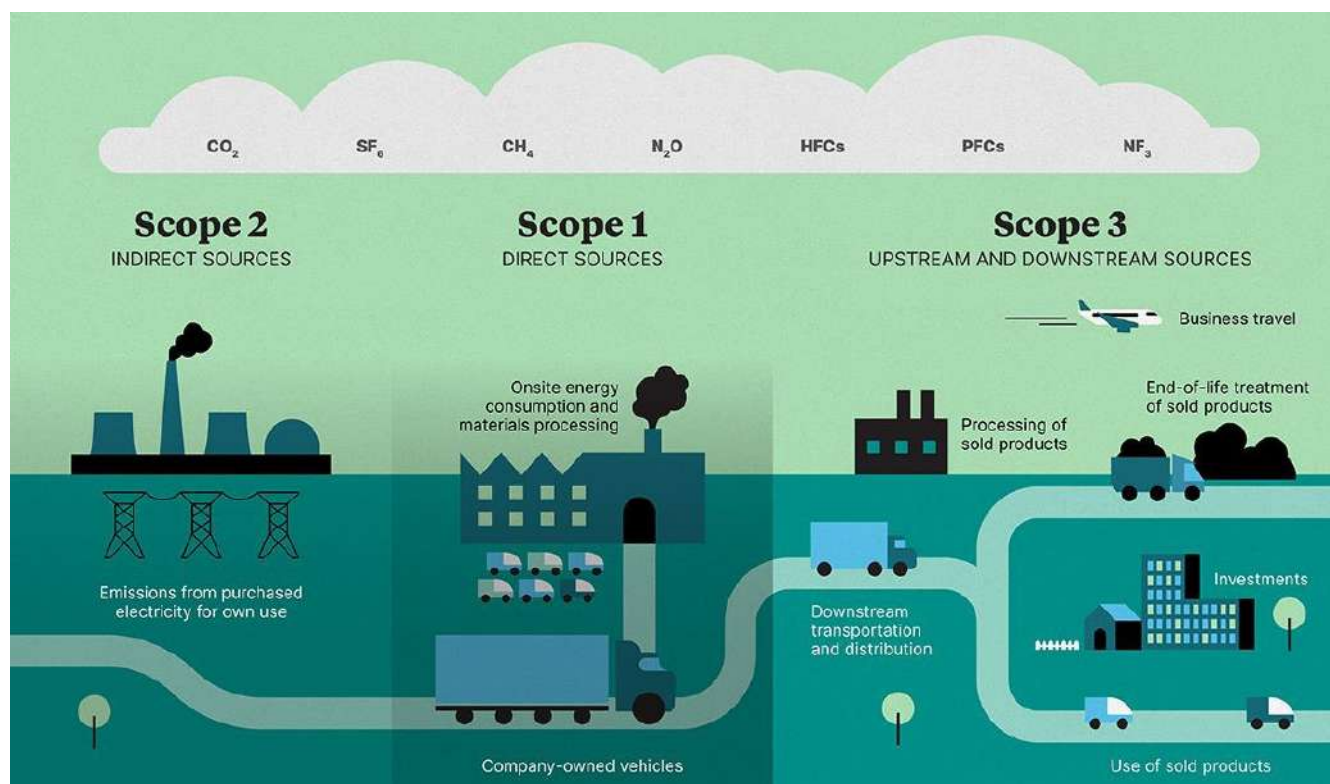 CO₂ SF₆ CH₄ N₂O HFCs PFCs NF₃
Scope 2
INDIRECT SOURCES
Emissions from purchased
electricity for own use
Scope 1
DIRECT SOURCES
Onsite energy
consumption and
materials processing
Company-owned vehicles
Scope 3
UPSTREAM AND DOWNSTREAM SOURCES
Business travel
Processing of
sold products
End-of-life treatment
of sold products
Downstream
transportation
and distribution
Investments
Use of sold products